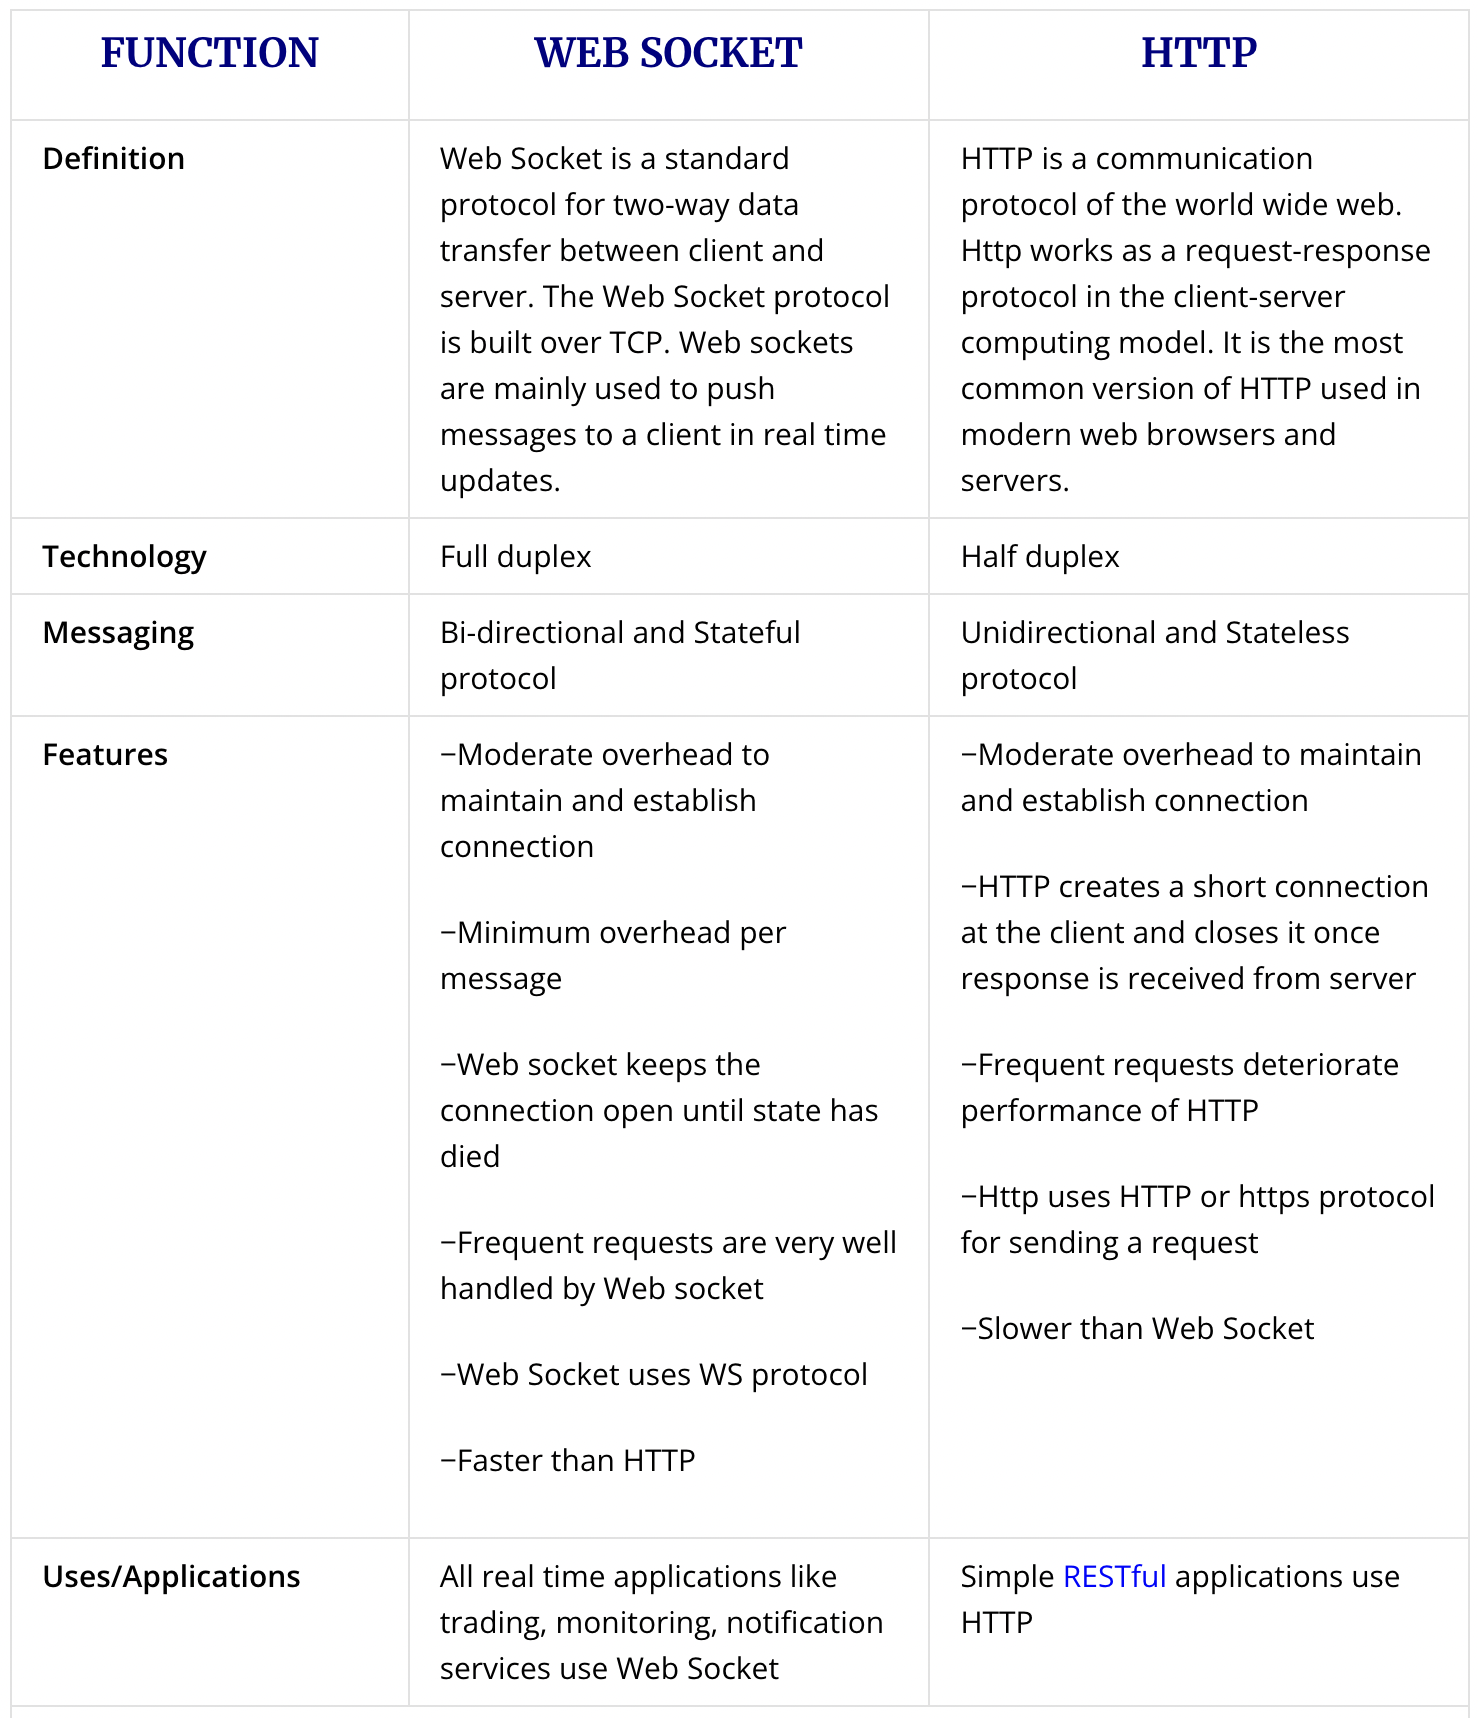 FUNCTION
WEB SOCKET
HTTP
Definition
Web Socket is a standard
protocol for two-way data
transfer between client and
server. The Web Socket protocol
is built over TCP. Web sockets
are mainly used to push
messages to a client in real time
updates.
HTTP is a communication
protocol of the world wide web.
Http works as a request-response
protocol in the client-server
computing model. It is the most
common version of HTTP used in
modern web browsers and
servers.
Technology
Full duplex
Half duplex
Messaging
Bi-directional and Stateful
protocol
Unidirectional and Stateless
protocol
Features
−Moderate overhead to
maintain and establish
connection
−Minimum overhead per
message
−Web socket keeps the
connection open until state has
died
−Frequent requests are very well
handled by Web socket
−Web Socket uses WS protocol
−Faster than HTTP
−Moderate overhead to maintain
and establish connection
−HTTP creates a short connection
at the client and closes it once
response is received from server
−Frequent requests deteriorate
performance of HTTP
−Http uses HTTP or https protocol
for sending a request
−Slower than Web Socket
Uses/Applications
All real time applications like
trading, monitoring, notification
services use Web Socket
Simple RESTful applications use
HTTP